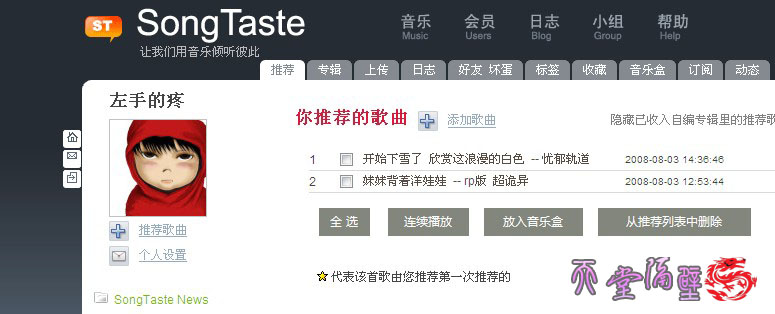 ST SongTaste
让我们用音乐倾听彼此
音乐 会员 日志 小组 帮助
Music Users Blog Group Help
推荐 专辑 上传 日志 好友 坏蛋 标签 收藏 音乐盒 订阅 动态
左手的疼
你推荐的歌曲 添加歌曲 隐藏已收入自编专辑里的推荐歌
1 开始下雪了 欣赏这浪漫的白色 -- 忧郁轨道 2008-08-03 14:36:46
2 妹妹背着洋娃娃 -- rp版 超诡异 2008-08-03 12:53:44
全 选 连续播放 放入音乐盒 从推荐列表中删除
推荐歌曲
个人设置
代表该首歌由您推荐第一次推荐的
SongTaste News
天堂隔壁